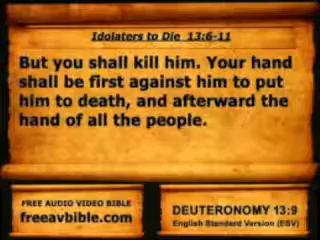 Idolaters to Die 13:6-11
But you shall kill him. Your hand
shall be first against him to put
him to death, and afterward the
hand of all the people.
FREE AUDIO VIDEO BIBLE
freeavbible.com
DEUTERONOMY 13:9
English Standard Version (ESV)